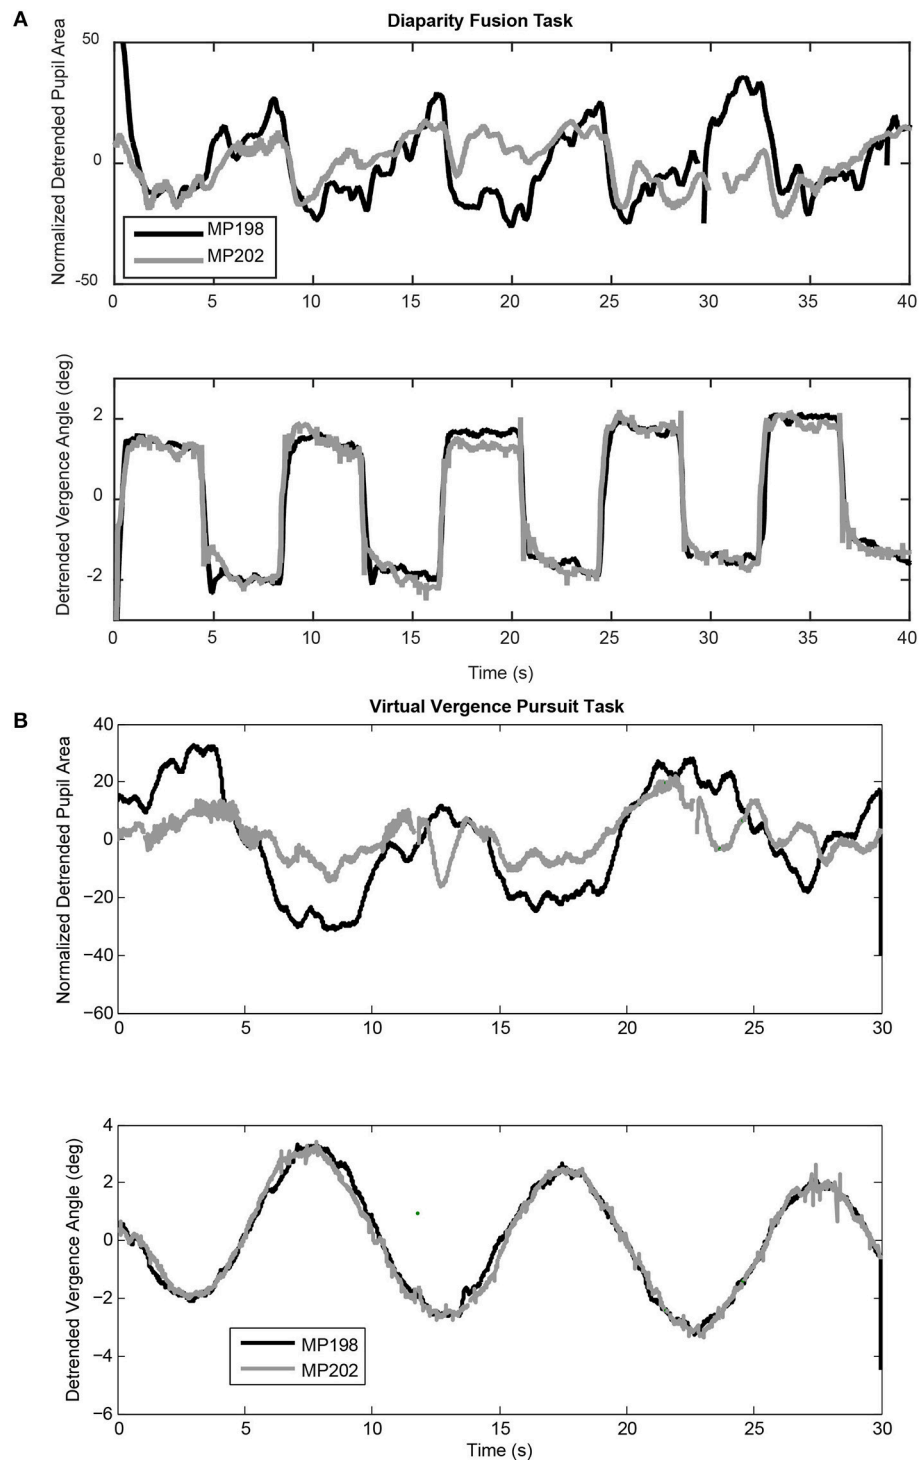 A
Diaparity Fusion Task
Normalized Detrended Pupil Area
50
0
-50
MP198
MP202
0 5 10 15 20 25 30 35 40
Detrended Vergence Angle (deg)
2
0
-2
0 5 10 15 20 25 30 35 40
Time (s)
B
Virtual Vergence Pursuit Task
Normalized Detrended Pupil Area
40
20
0
−20
−40
−60
0 5 10 15 20 25 30
Detrended Vergence Angle (deg)
4
2
0
−2
−4
−6
MP198
MP202
0 5 10 15 20 25 30
Time (s)